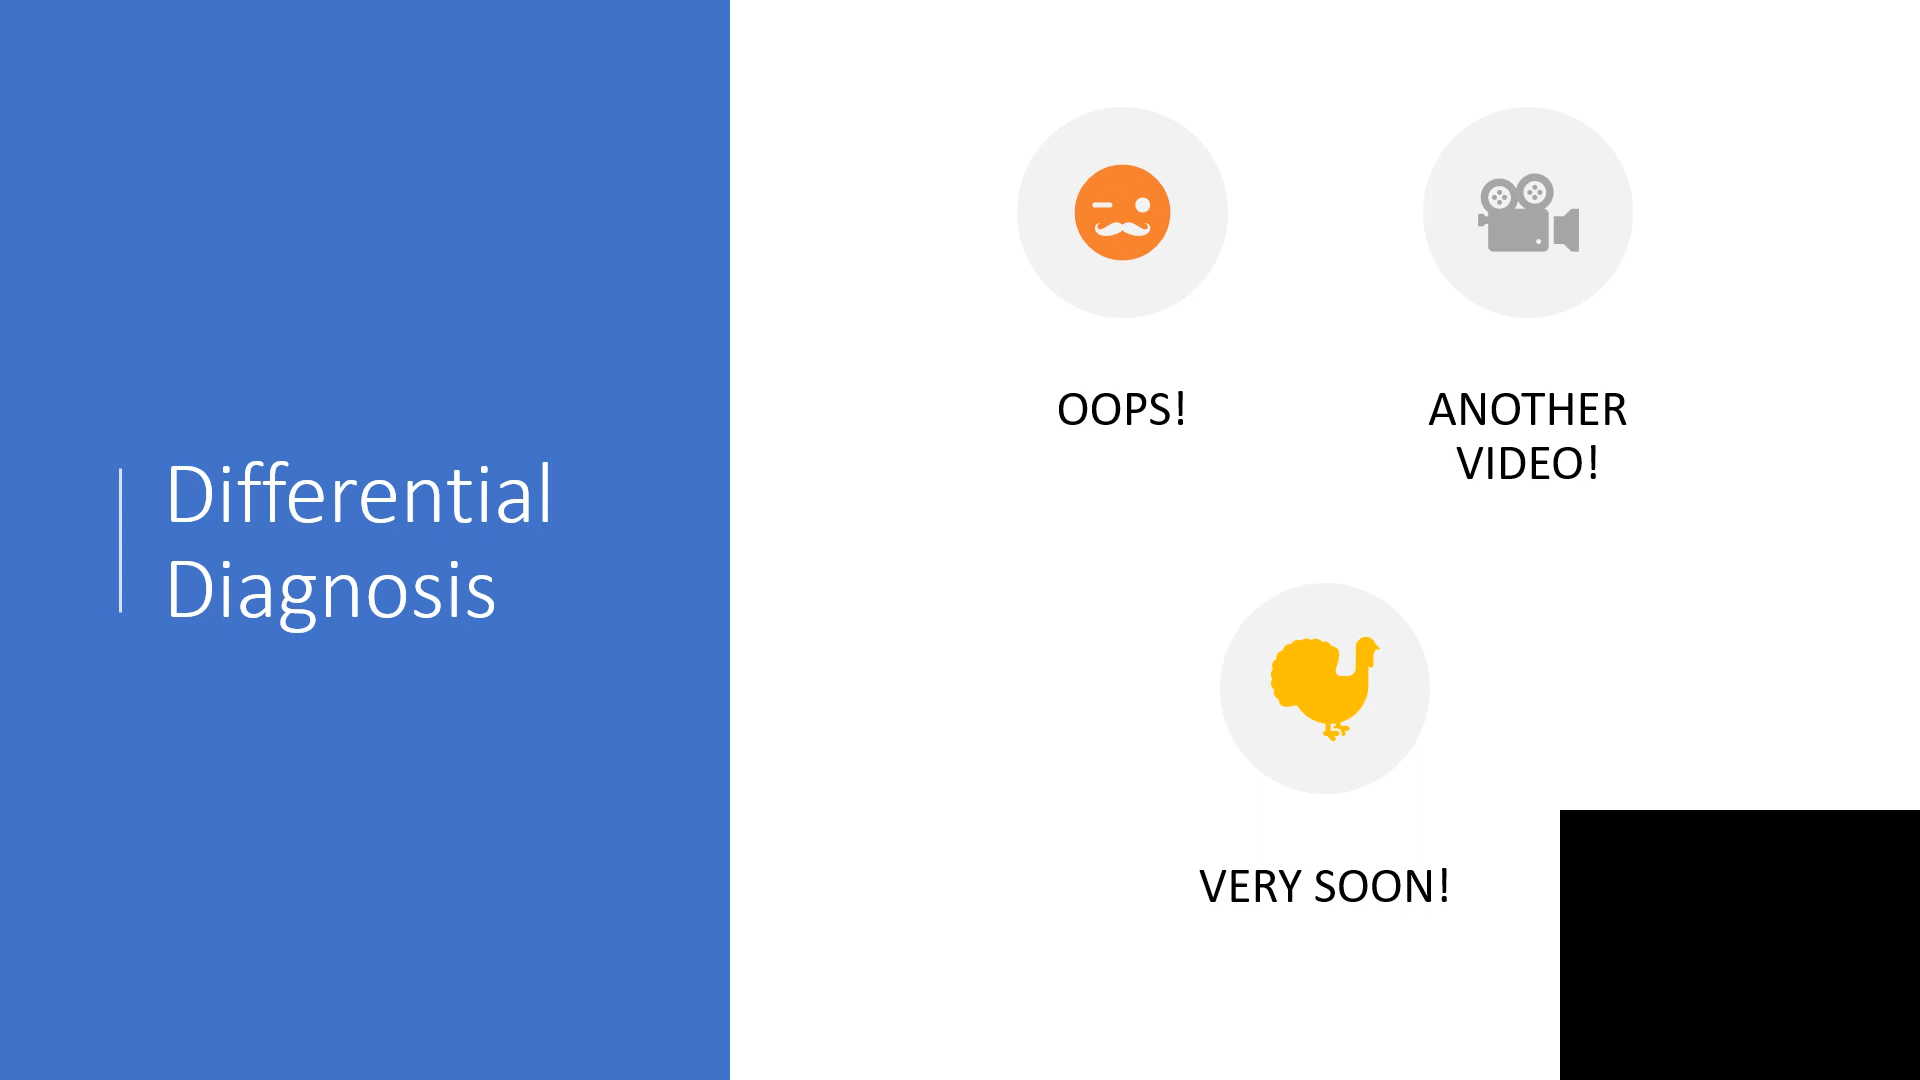 Differential
Diagnosis
OOPS!
ANOTHER
VIDEO!
VERY SOON!